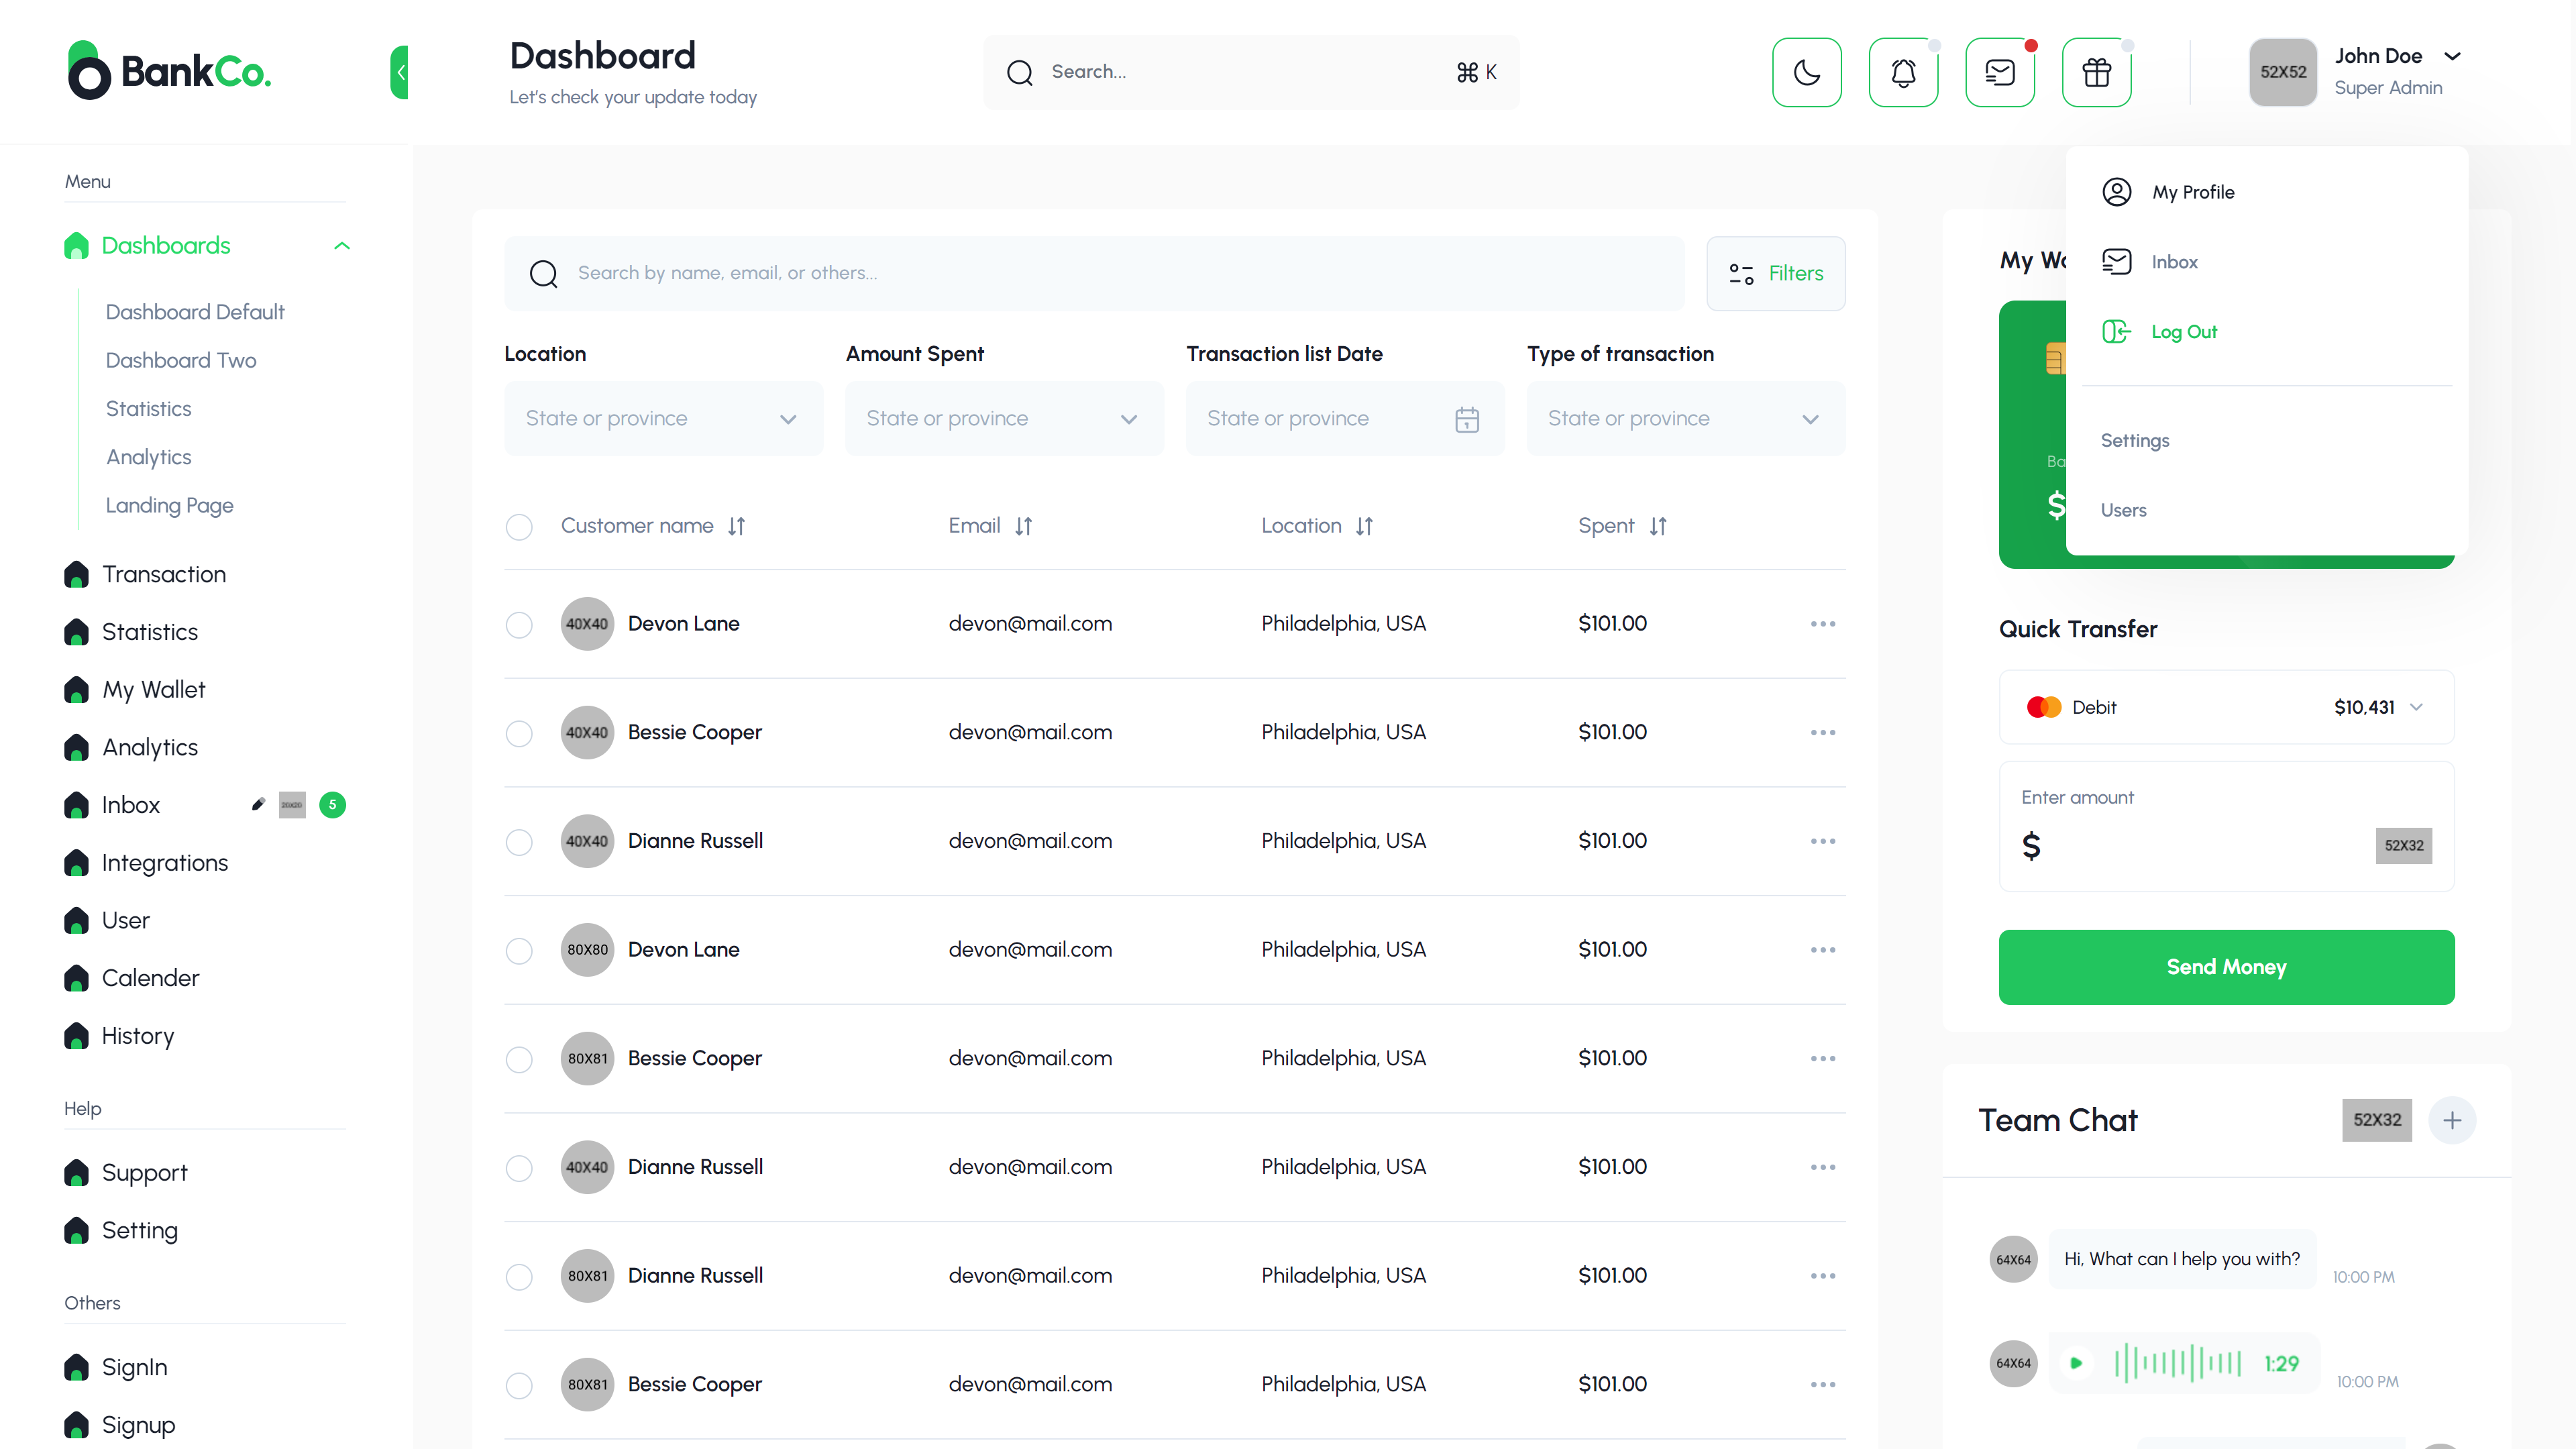 BankCo.
Dashboard
Let's check your update today
Search...
⌘ K
52X52
John Doe
Super Admin
Menu
Dashboards
Dashboard Default
Dashboard Two
Statistics
Analytics
Landing Page
Transaction
Statistics
My Wallet
Analytics
Inbox
5
Integrations
User
Calender
History
Help
Support
Setting
Others
SignIn
Signup
Search by name, email, or others...
Filters
Location
Amount Spent
Transaction list Date
Type of transaction
State or province
State or province
State or province
State or province
Customer name
Email
Location
Spent
40X40 Devon Lane devon@mail.com Philadelphia, USA $101.00
40X40 Bessie Cooper devon@mail.com Philadelphia, USA $101.00
40X40 Dianne Russell devon@mail.com Philadelphia, USA $101.00
80X80 Devon Lane devon@mail.com Philadelphia, USA $101.00
80X81 Bessie Cooper devon@mail.com Philadelphia, USA $101.00
40X40 Dianne Russell devon@mail.com Philadelphia, USA $101.00
80X81 Dianne Russell devon@mail.com Philadelphia, USA $101.00
80X81 Bessie Cooper devon@mail.com Philadelphia, USA $101.00
My Profile
Inbox
Log Out
Settings
Users
My
$
Quick Transfer
Debit
$10,431
Enter amount
$
52X32
Send Money
Team Chat
52X32
64X64
Hi, What can I help you with?
10:00 PM
64X64
1:29
10:00 PM